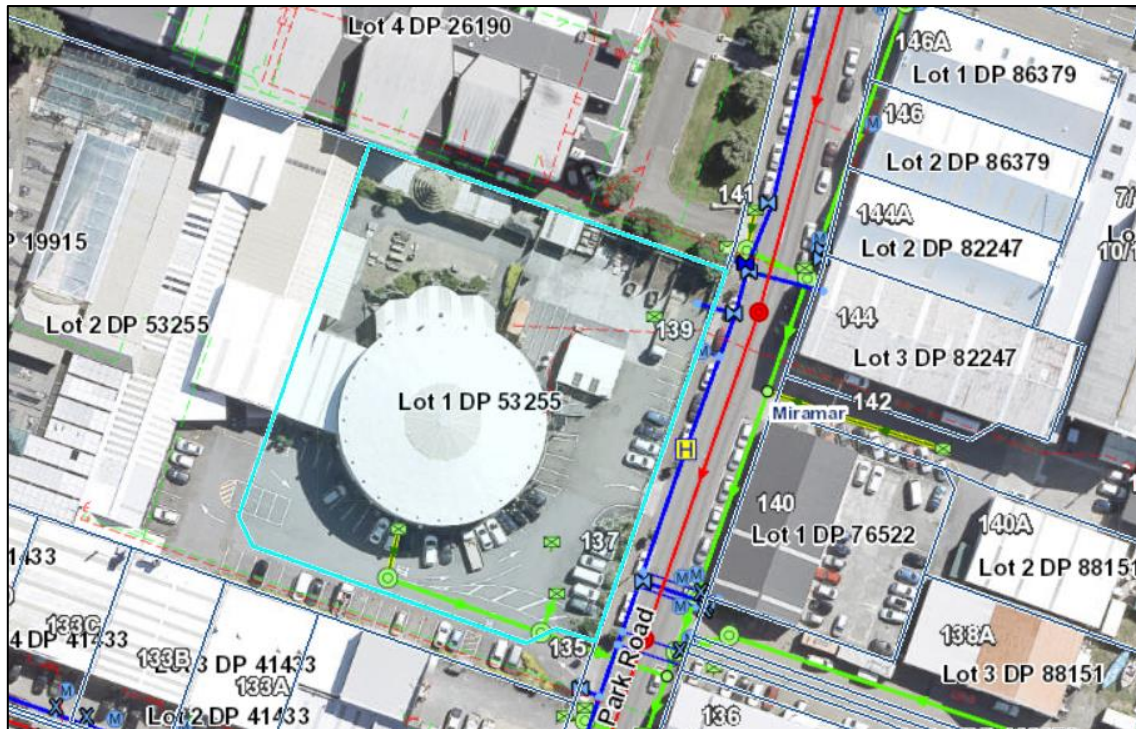 Lot 4 DP 26190
146A
Lot 1 DP 86379
M
146
Lot 2 DP 86379
141
144A
Lot 2 DP 82247
7/
P 19915
10/1
144
Lot 2 DP 53255
139
Lot 3 DP 82247
M
Lot 1 DP 53255
142
Miramar
H
140
Lot 1 DP 76522
140A
137
Lot 2 DP 88151
M M
M
1433
133C
4 DP 41433
133B
3 DP 41433
135
Park Road
138A
Lot 3 DP 88151
133A
M
M
Lot 2 DP 41433
136